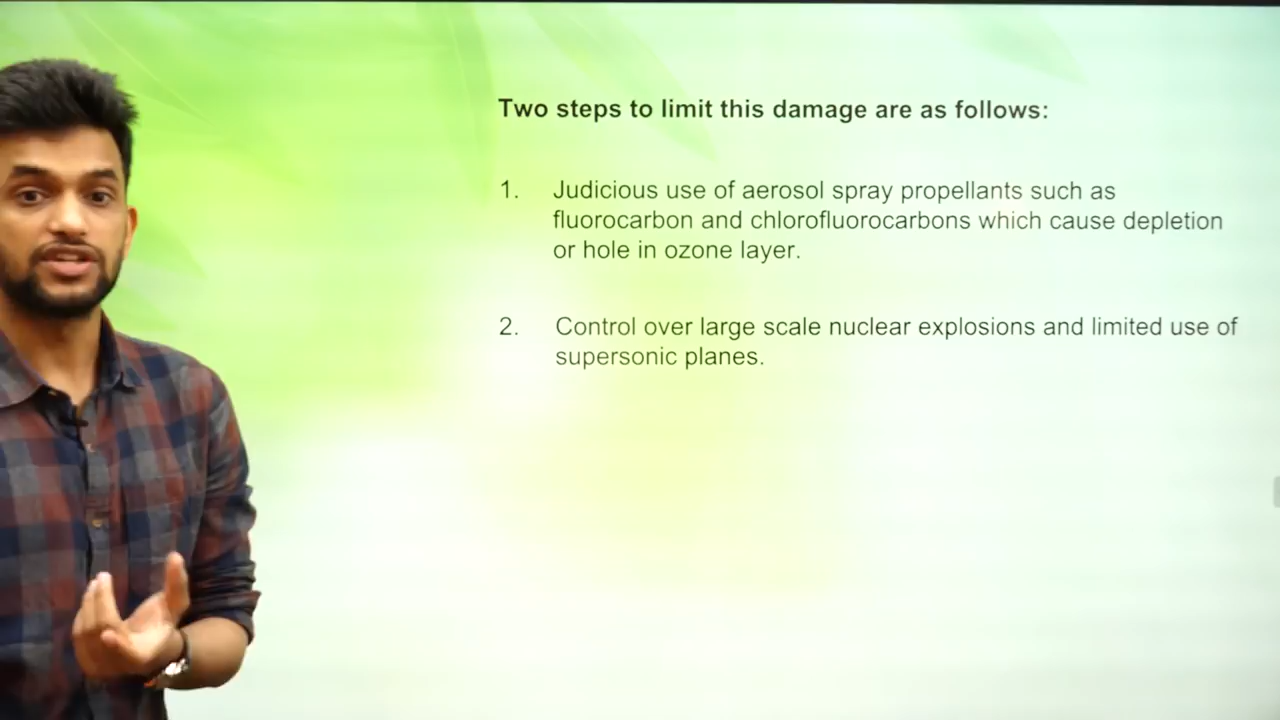 Two steps to limit this damage are as follows:
1. Judicious use of aerosol spray propellants such as
fluorocarbon and chlorofluorocarbons which cause depletion
or hole in ozone layer.
2. Control over large scale nuclear explosions and limited use of
supersonic planes.